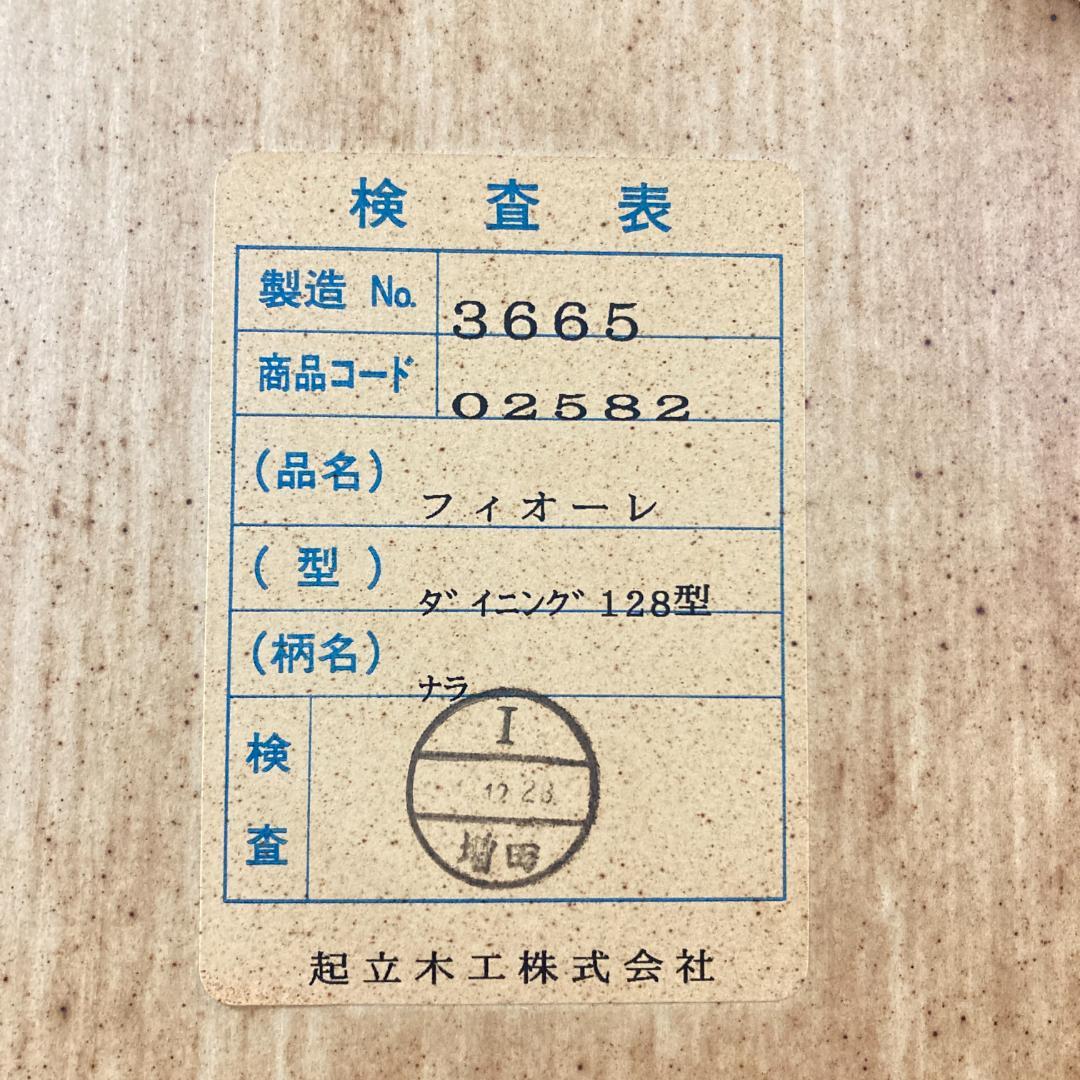 検査表
製造 No. 3665
商品コード 02582
(品名) フィオーレ
(型) ダイニング128型
(柄名) ナラ
検査
I
12 23
増田
起立木工株式会社